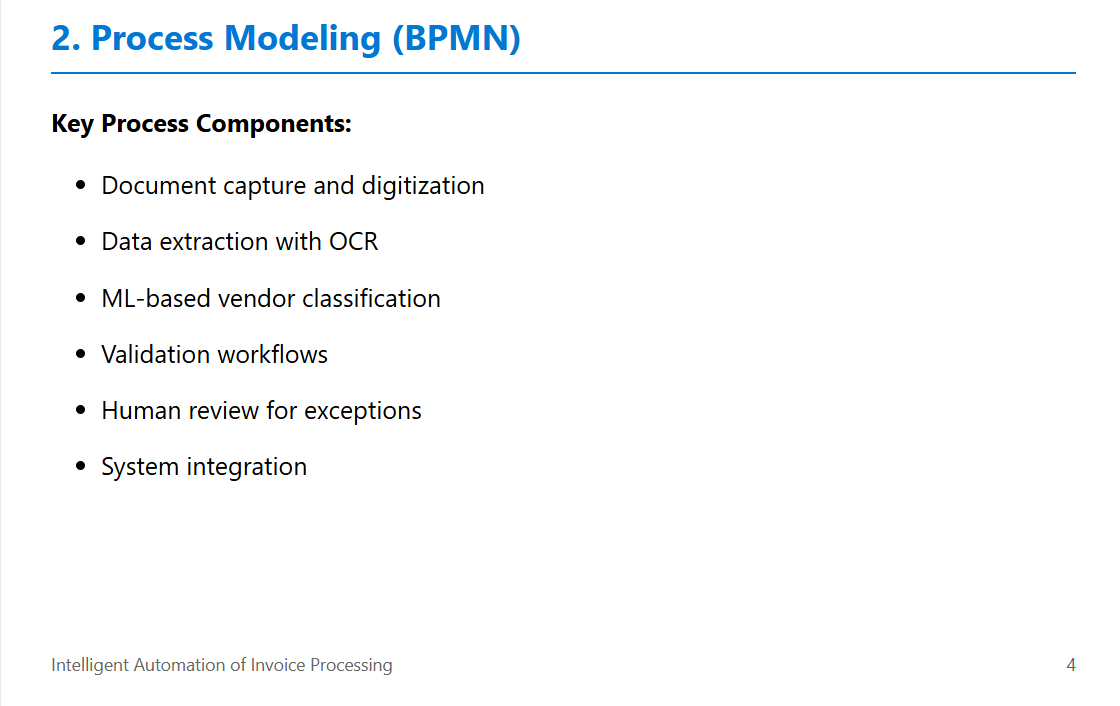 2. Process Modeling (BPMN)
Key Process Components:
• Document capture and digitization
• Data extraction with OCR
• ML-based vendor classification
• Validation workflows
• Human review for exceptions
• System integration
Intelligent Automation of Invoice Processing
4